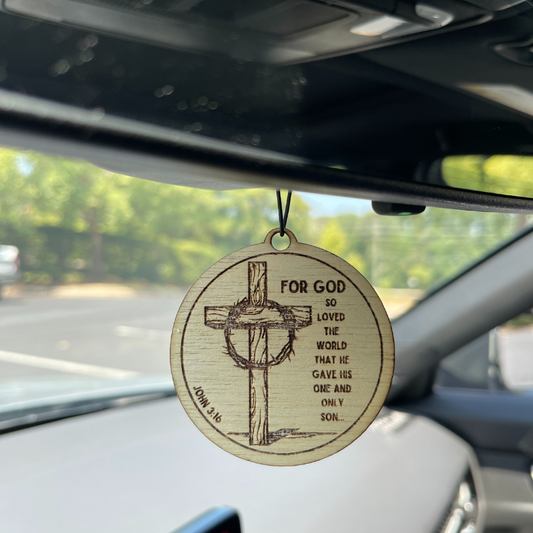 FOR GOD
SO
LOVED
THE
WORLD
THAT HE
GAVE HIS
ONE AND
ONLY
SON...
JOHN 3:16